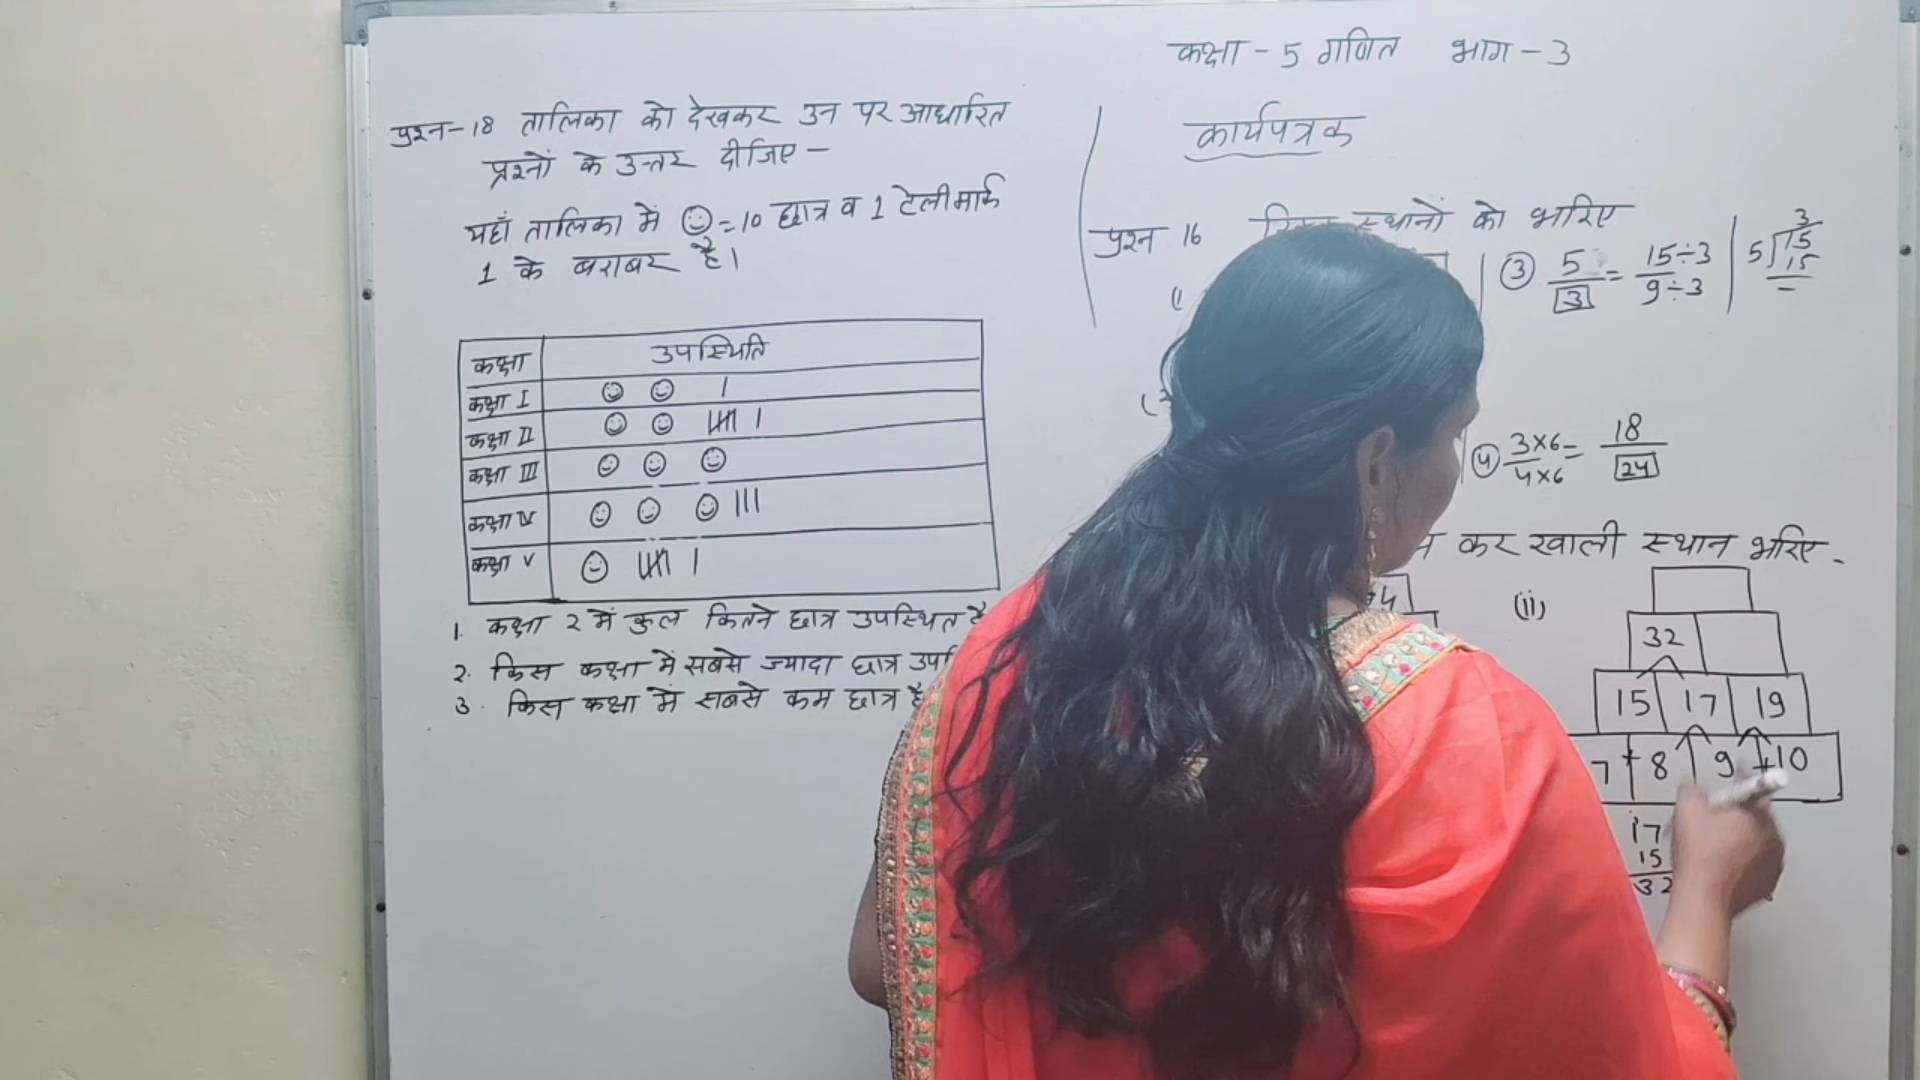 कक्षा - 5 गणित भाग - 3
प्रश्न-18 तालिका को देखकर उन पर आधारित
प्रश्नों के उत्तर दीजिए -
यहाँ तालिका में = 10 छात्र व 1 टेलीमार्क
1 के बराबर है।
कक्षा उपस्थिति
कक्षा I
कक्षा II
कक्षा III
कक्षा IV
कक्षा V
1. कक्षा 2 में कुल कितने छात्र उपस्थित है
2. किस कक्षा में सबसे ज्यादा छात्र
3. किस कक्षा में सबसे कम छात्र है
कार्यपत्रक
प्रश्न 16 स्थानों को भरिए
③ 5/3 = 15÷3/9÷3
3
5 15
15
④ 3×6/4×6 = 18/24
कर खाली स्थान भरिए -
(ii)
32
15 17 19
7 + 8 9 + 10
17
15
32